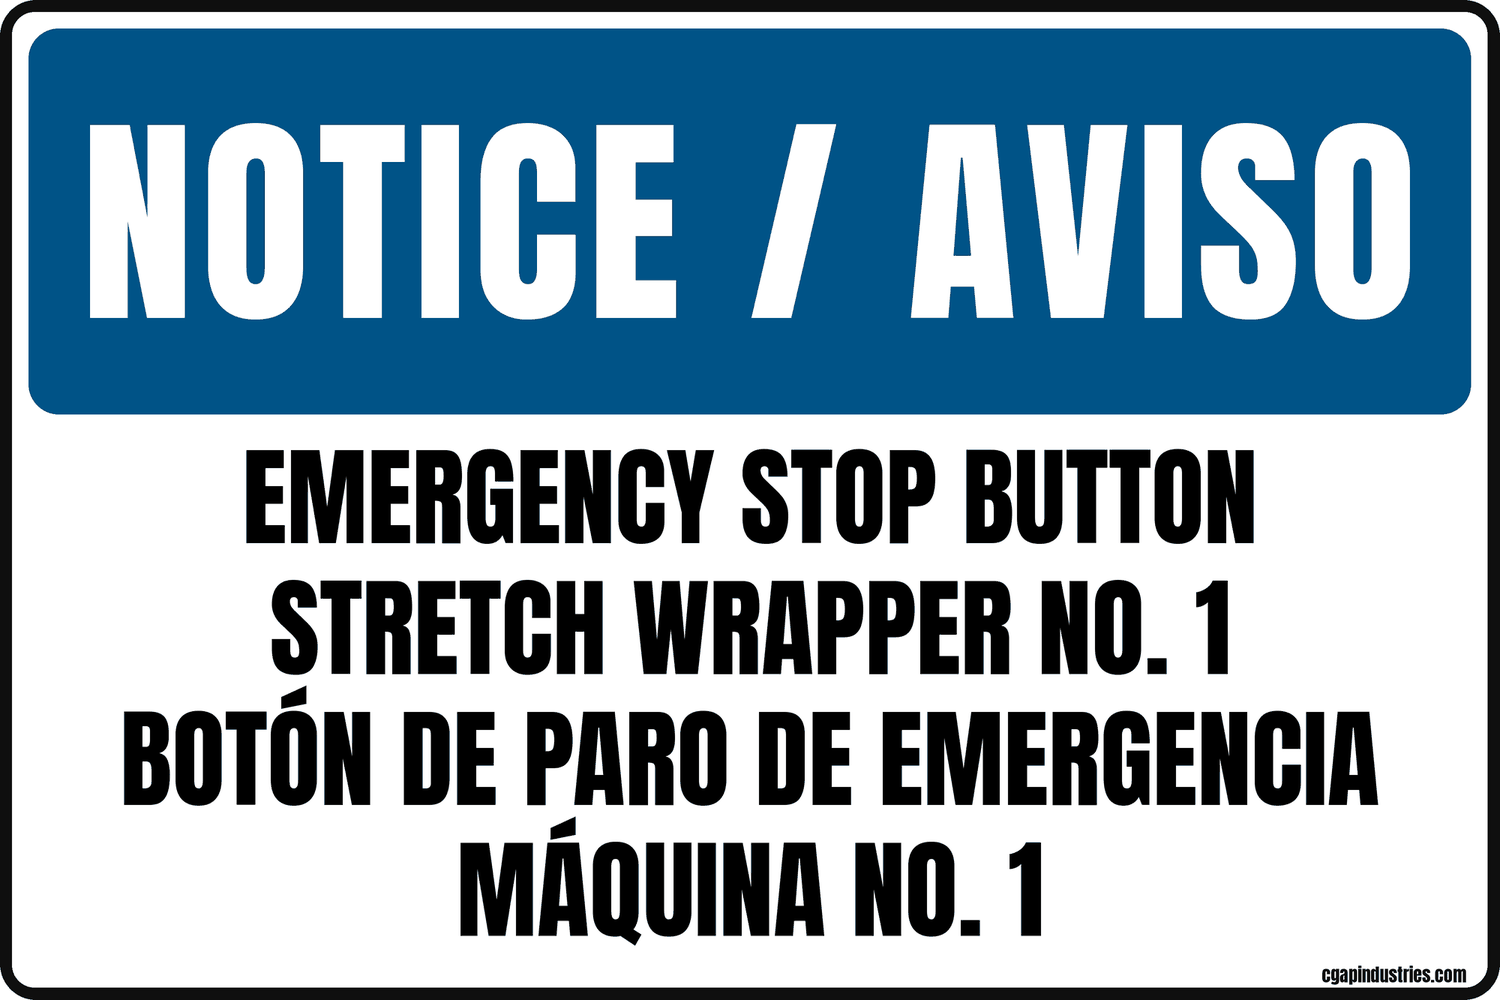 NOTICE / AVISO
EMERGENCY STOP BUTTON
STRETCH WRAPPER NO. 1
BOTÓN DE PARO DE EMERGENCIA
MÁQUINA NO. 1
cgapindustries.com